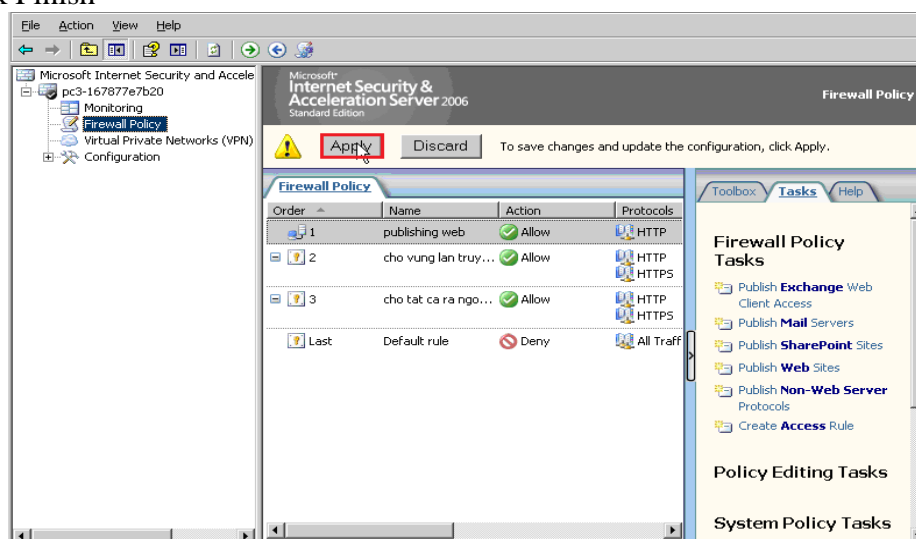 File Action View Help
Microsoft Internet Security and Accele
pc3-167877e7b20
Monitoring
Firewall Policy
Virtual Private Networks (VPN)
Configuration
Microsoft®
Internet Security &
Acceleration Server 2006
Standard Edition
Firewall Policy
Apply Discard To save changes and update the configuration, click Apply.
Firewall Policy
Order Name Action Protocols
1 publishing web Allow HTTP
2 cho vung lan truy... Allow HTTP
HTTPS
3 cho tat ca ra ngo... Allow HTTP
HTTPS
Last Default rule Deny All Traff
Toolbox Tasks Help
Firewall Policy
Tasks
Publish Exchange Web
Client Access
Publish Mail Servers
Publish SharePoint Sites
Publish Web Sites
Publish Non-Web Server
Protocols
Create Access Rule
Policy Editing Tasks
System Policy Tasks